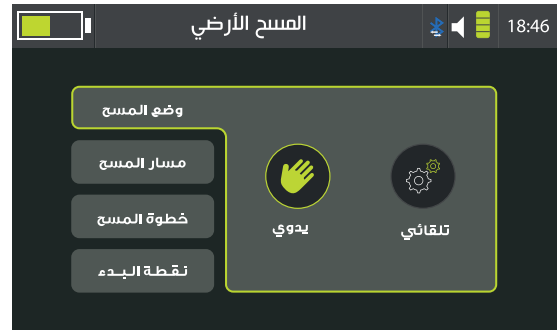 المسح الأرضي
18:46
وضع المسح
مسار المسح
خطوة المسح
نقطة البدء
يدوي
تلقائي